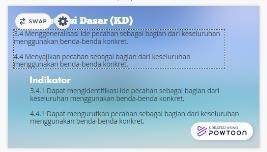 SWAP
si Dasar (KD)
3.4 Menggeneralisasi ide pecahan sebagai bagian dari keseluruhan
menggunakan benda-benda konkret.
4.4 Menyajikan pecahan sebagai bagian dari keseluruhan
menggunakan benda-benda konkret.
Indikator
3.4.1 Dapat mengidentifikasi ide pecahan sebagai bagian dari
keseluruhan menggunakan benda-benda konkret.
4.4.1 Dapat mengurutkan pecahan sebagai bagian dari keseluruhan
menggunakan benda-benda konkret.
CREATED USING
POWTOON